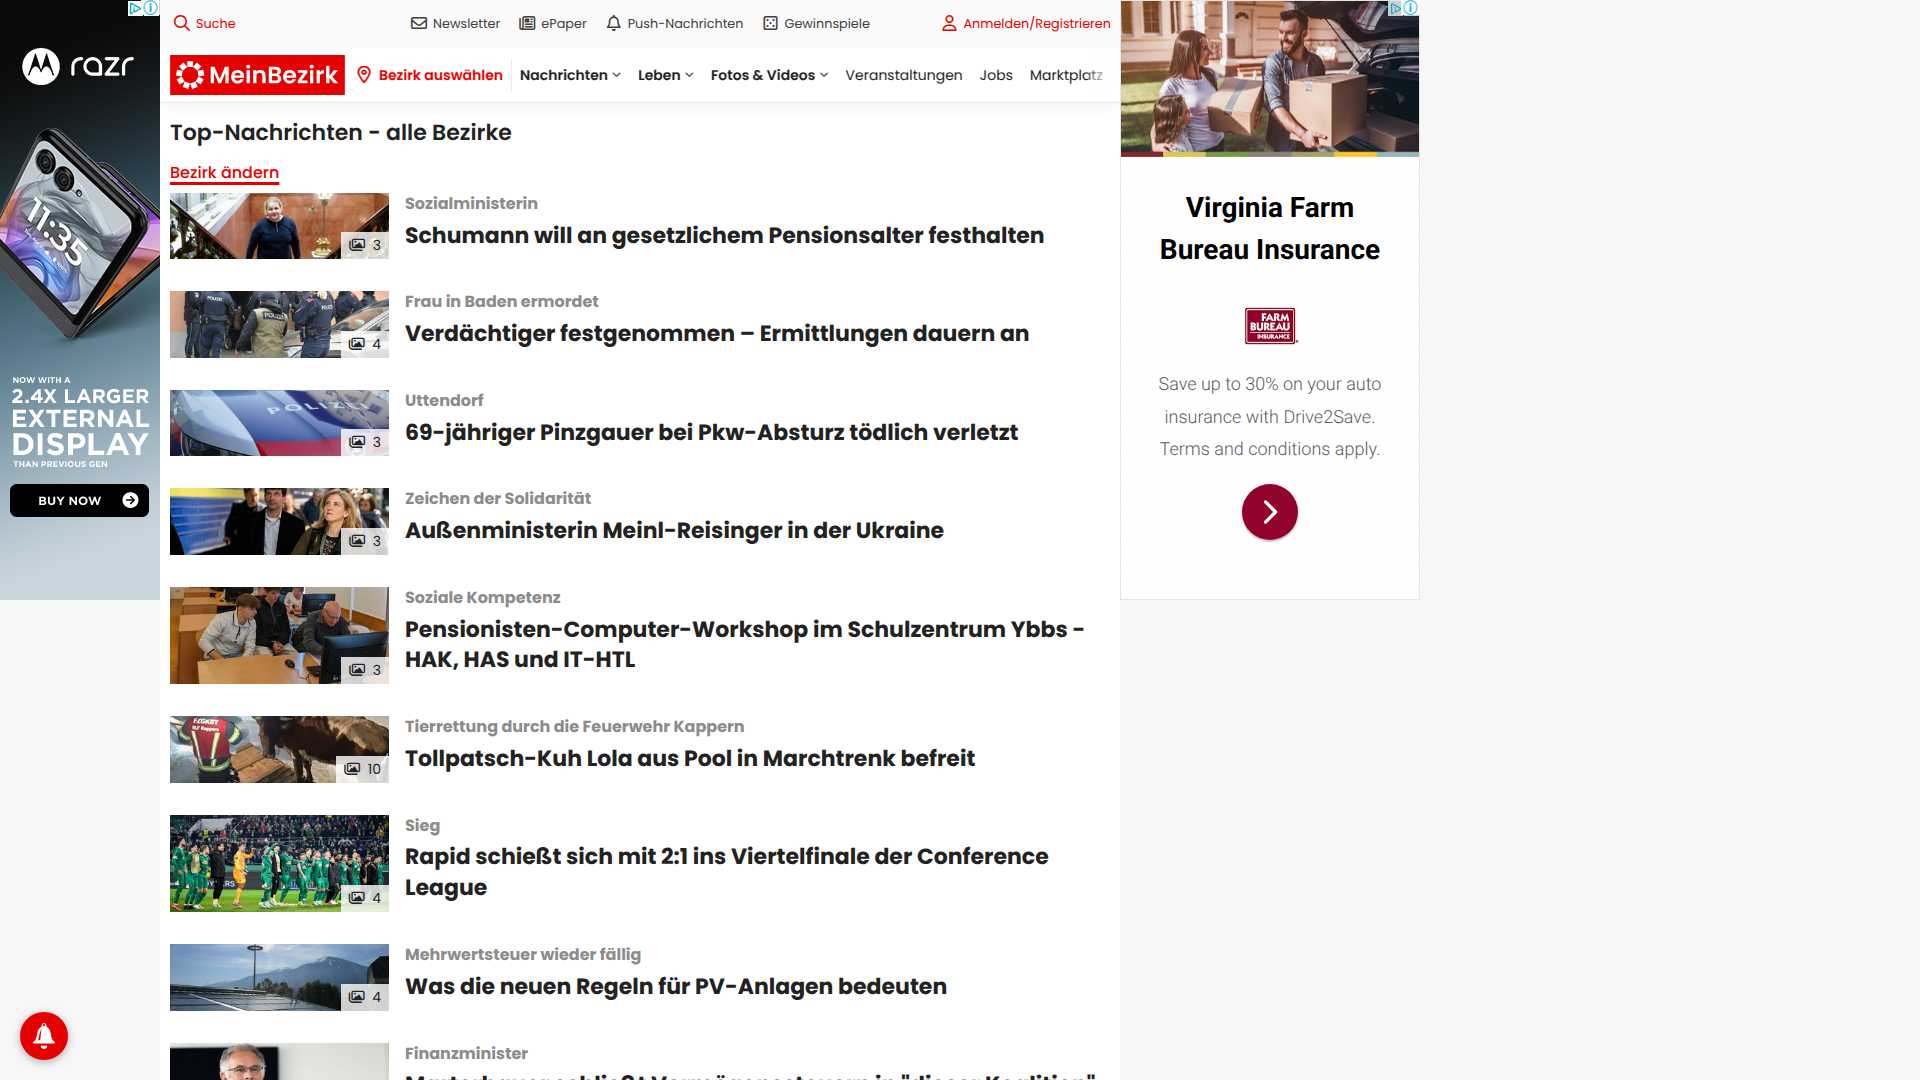 Suche
Newsletter
ePaper
Push-Nachrichten
Gewinnspiele
Anmelden/Registrieren
MeinBezirk
Bezirk auswählen
Nachrichten
Leben
Fotos & Videos
Veranstaltungen
Jobs
Marktplatz
razr
11:35
NOW WITH A
2.4X LARGER
EXTERNAL
DISPLAY
THAN PREVIOUS GEN
BUY NOW
Top-Nachrichten - alle Bezirke
Bezirk ändern
3
Sozialministerin
Schumann will an gesetzlichem Pensionsalter festhalten
POLIZEI
4
Frau in Baden ermordet
Verdächtiger festgenommen – Ermittlungen dauern an
POLIZEI
3
Uttendorf
69-jähriger Pinzgauer bei Pkw-Absturz tödlich verletzt
3
Zeichen der Solidarität
Außenministerin Meinl-Reisinger in der Ukraine
3
Soziale Kompetenz
Pensionisten-Computer-Workshop im Schulzentrum Ybbs -
HAK, HAS und IT-HTL
10
Tierrettung durch die Feuerwehr Kappern
Tollpatsch-Kuh Lola aus Pool in Marchtrenk befreit
4
Sieg
Rapid schießt sich mit 2:1 ins Viertelfinale der Conference
League
4
Mehrwertsteuer wieder fällig
Was die neuen Regeln für PV-Anlagen bedeuten
Finanzminister
Marterbauer schließt Vermögenssteuern in "dieser Koalition"
Virginia Farm
Bureau Insurance
FARM
BUREAU
INSURANCE
Save up to 30% on your auto
insurance with Drive2Save.
Terms and conditions apply.